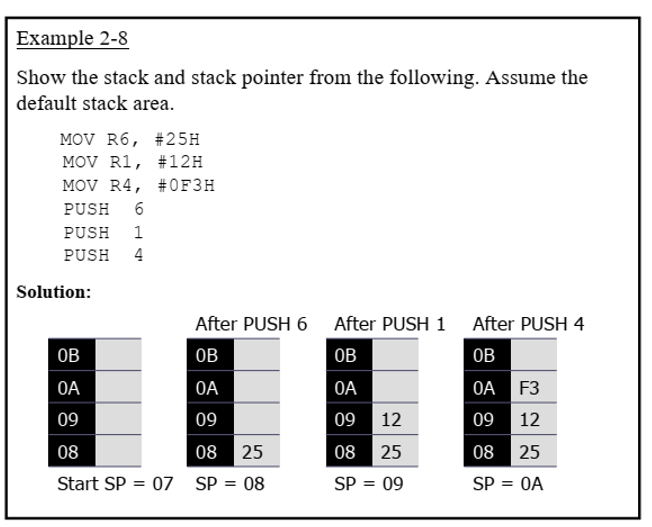 Example 2-8
Show the stack and stack pointer from the following. Assume the
default stack area.
MOV R6, #25H
MOV R1, #12H
MOV R4, #0F3H
PUSH 6
PUSH 1
PUSH 4
Solution:
After PUSH 6 After PUSH 1 After PUSH 4
0B 0B 0B 0B
0A 0A 0A 0A F3
09 09 09 12 09 12
08 08 25 08 25 08 25
Start SP = 07 SP = 08 SP = 09 SP = 0A